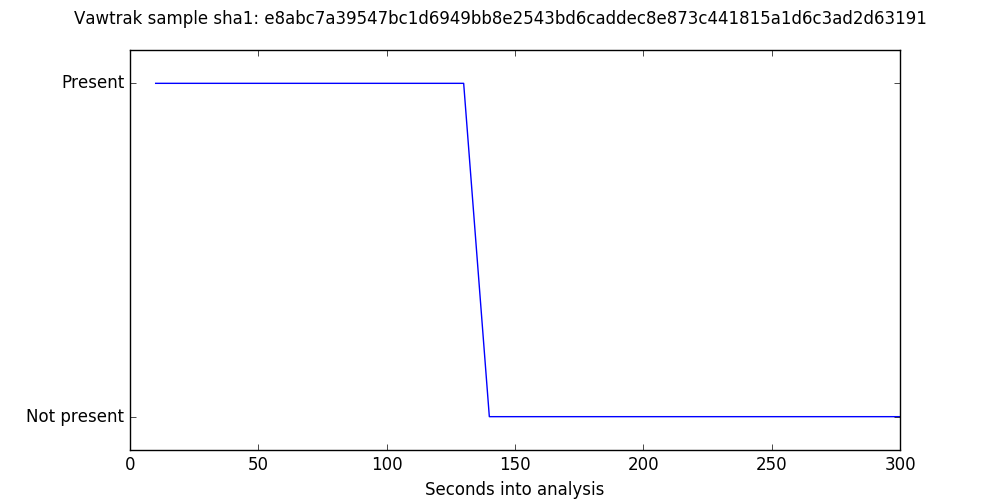 Vawtrak sample sha1: e8abc7a39547bc1d6949bb8e2543bd6caddec8e873c441815a1d6c3ad2d63191
Present
Not present
0 50 100 150 200 250 300
Seconds into analysis